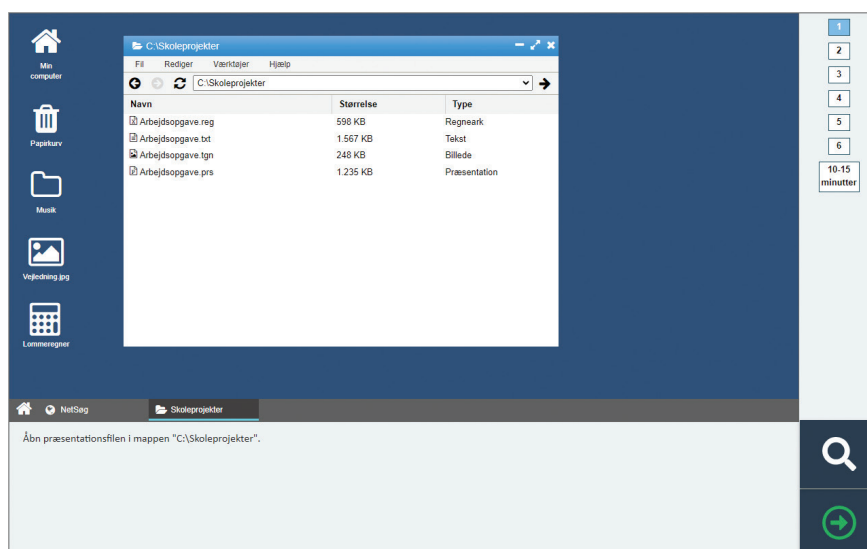 Min
computer
Papirkurv
Musik
Vejledning.jpg
Lommeregner
C:\Skoleprojekter
Fil Rediger Værktøjer Hjælp
C:\Skoleprojekter
Navn Størrelse Type
Arbejdsopgave.reg 598 KB Regneark
Arbejdsopgave.txt 1.567 KB Tekst
Arbejdsopgave.tgn 248 KB Billede
Arbejdsopgave.prs 1.235 KB Præsentation
NetSøg Skoleprojekter
Åbn præsentationsfilen i mappen "C:\Skoleprojekter".
1
2
3
4
5
6
10-15
minutter